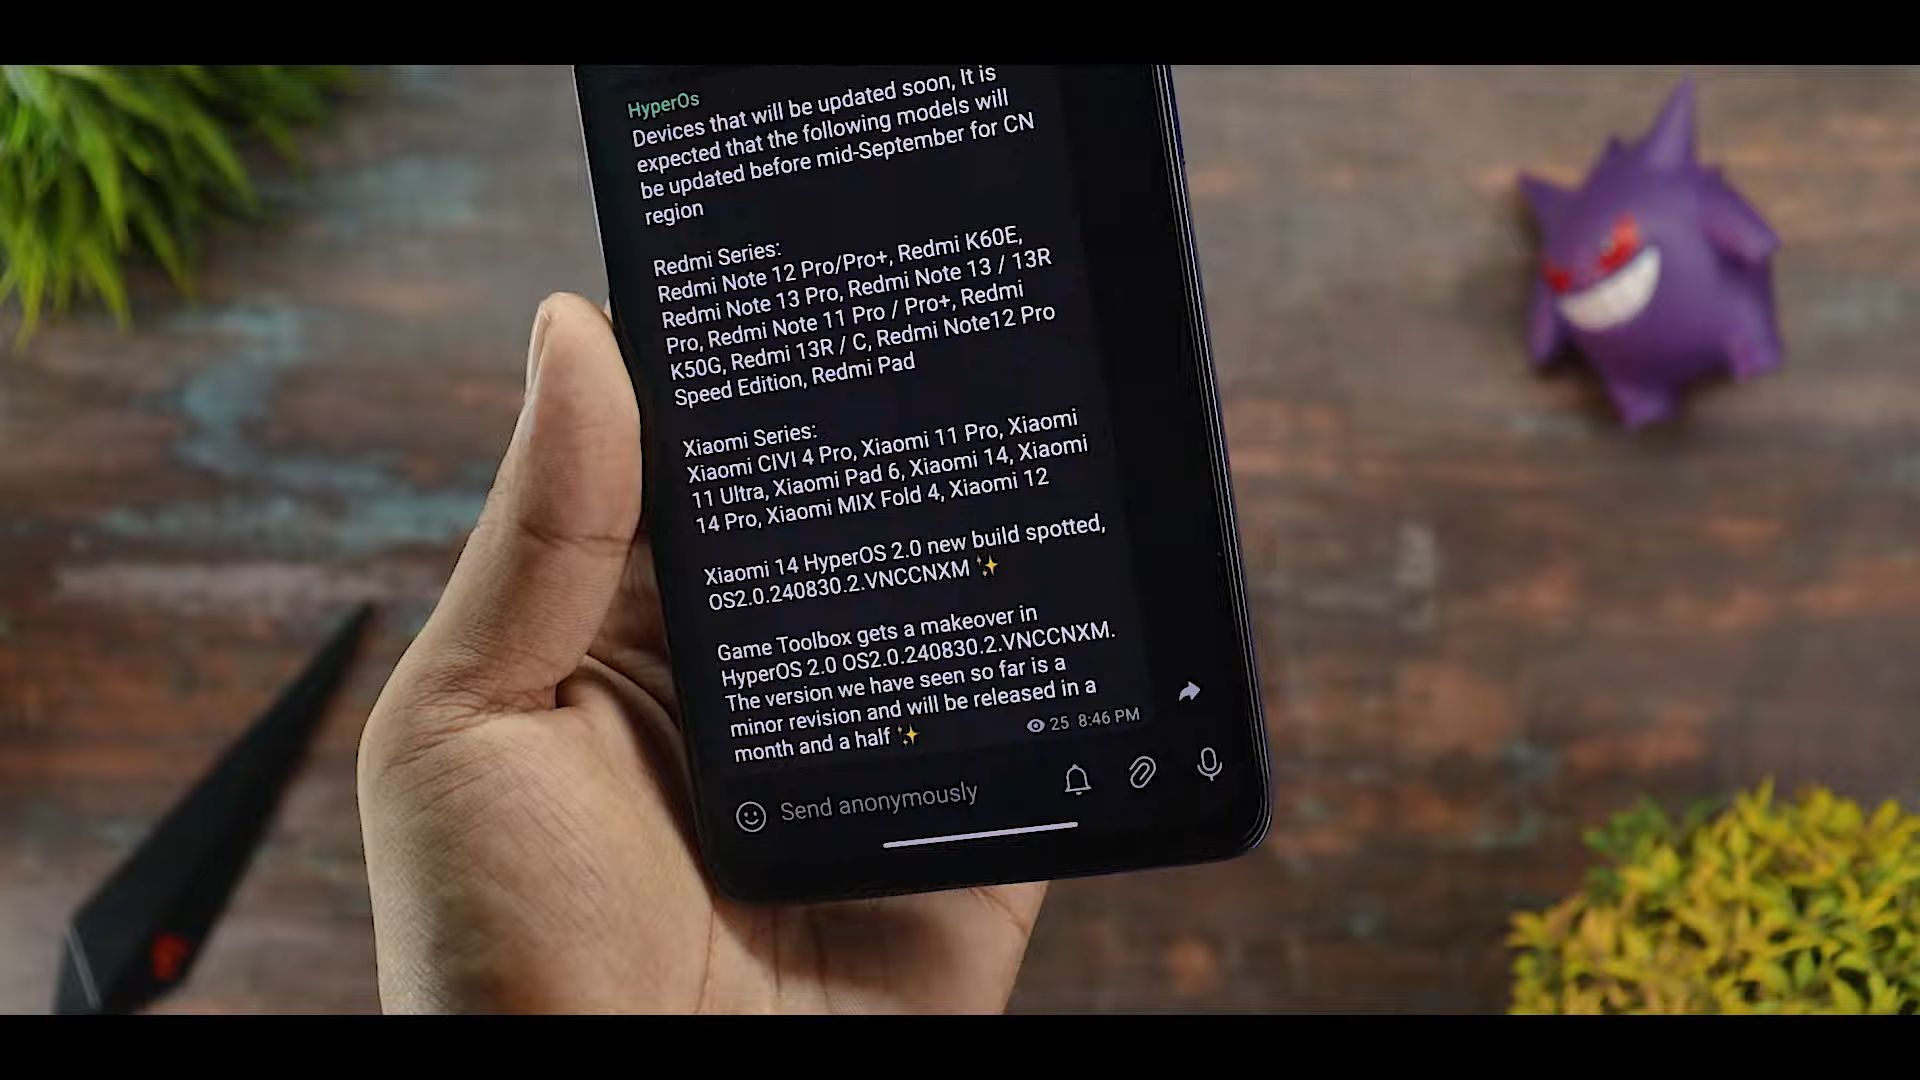 HyperOs
Devices that will be updated soon, It is
expected that the following models will
be updated before mid-September for CN
region
Redmi Series:
Redmi Note 12 Pro/Pro+, Redmi K60E,
Redmi Note 13 Pro, Redmi Note 13 / 13R
Pro, Redmi Note 11 Pro / Pro+, Redmi
K50G, Redmi 13R / C, Redmi Note12 Pro
Speed Edition, Redmi Pad
Xiaomi Series:
Xiaomi CIVI 4 Pro, Xiaomi 11 Pro, Xiaomi
11 Ultra, Xiaomi Pad 6, Xiaomi 14, Xiaomi
14 Pro, Xiaomi MIX Fold 4, Xiaomi 12
Xiaomi 14 HyperOS 2.0 new build spotted,
OS2.0.240830.2.VNCCNXM ✨
Game Toolbox gets a makeover in
HyperOS 2.0 OS2.0.240830.2.VNCCNXM.
The version we have seen so far is a
minor revision and will be released in a
month and a half ✨
25 8:46 PM
Send anonymously